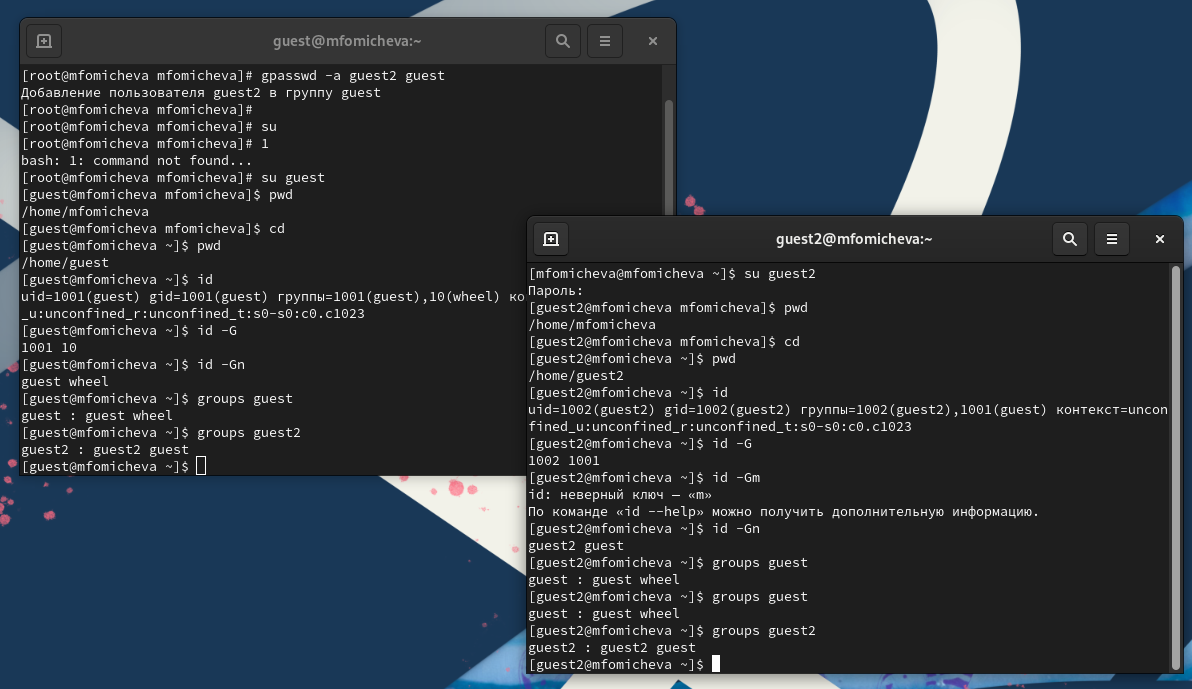 guest@mfomicheva:~
[root@mfomicheva mfomicheva]# gpasswd -a guest2 guest
Добавление пользователя guest2 в группу guest
[root@mfomicheva mfomicheva]#
[root@mfomicheva mfomicheva]# su
[root@mfomicheva mfomicheva]# 1
bash: 1: command not found...
[root@mfomicheva mfomicheva]# su guest
[guest@mfomicheva mfomicheva]$ pwd
/home/mfomicheva
[guest@mfomicheva mfomicheva]$ cd
[guest@mfomicheva ~]$ pwd
/home/guest
[guest@mfomicheva ~]$ id
uid=1001(guest) gid=1001(guest) группы=1001(guest),10(wheel) ко
_u:unconfined_r:unconfined_t:s0-s0:c0.c1023
[guest@mfomicheva ~]$ id -G
1001 10
[guest@mfomicheva ~]$ id -Gn
guest wheel
[guest@mfomicheva ~]$ groups guest
guest : guest wheel
[guest@mfomicheva ~]$ groups guest2
guest2 : guest2 guest
[guest@mfomicheva ~]$
guest2@mfomicheva:~
[mfomicheva@mfomicheva ~]$ su guest2
Пароль:
[guest2@mfomicheva mfomicheva]$ pwd
/home/mfomicheva
[guest2@mfomicheva mfomicheva]$ cd
[guest2@mfomicheva ~]$ pwd
/home/guest2
[guest2@mfomicheva ~]$ id
uid=1002(guest2) gid=1002(guest2) группы=1002(guest2),1001(guest) контекст=uncon
fined_u:unconfined_r:unconfined_t:s0-s0:c0.c1023
[guest2@mfomicheva ~]$ id -G
1002 1001
[guest2@mfomicheva ~]$ id -Gm
id: неверный ключ — «m»
По команде «id --help» можно получить дополнительную информацию.
[guest2@mfomicheva ~]$ id -Gn
guest2 guest
[guest2@mfomicheva ~]$ groups guest
guest : guest wheel
[guest2@mfomicheva ~]$ groups guest
guest : guest wheel
[guest2@mfomicheva ~]$ groups guest2
guest2 : guest2 guest
[guest2@mfomicheva ~]$